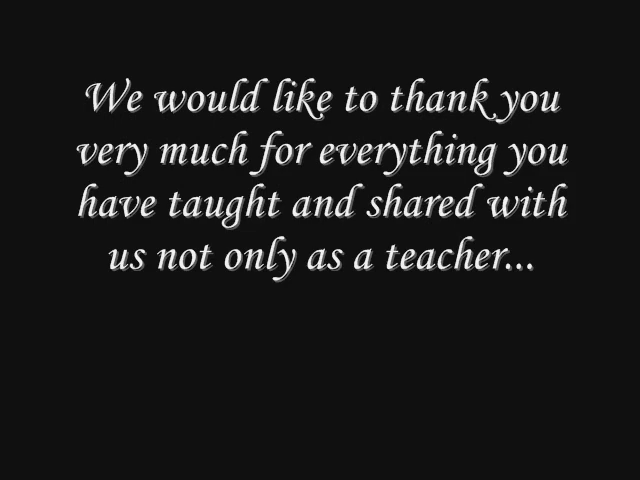 We would like to thank you
very much for everything you
have taught and shared with
us not only as a teacher...